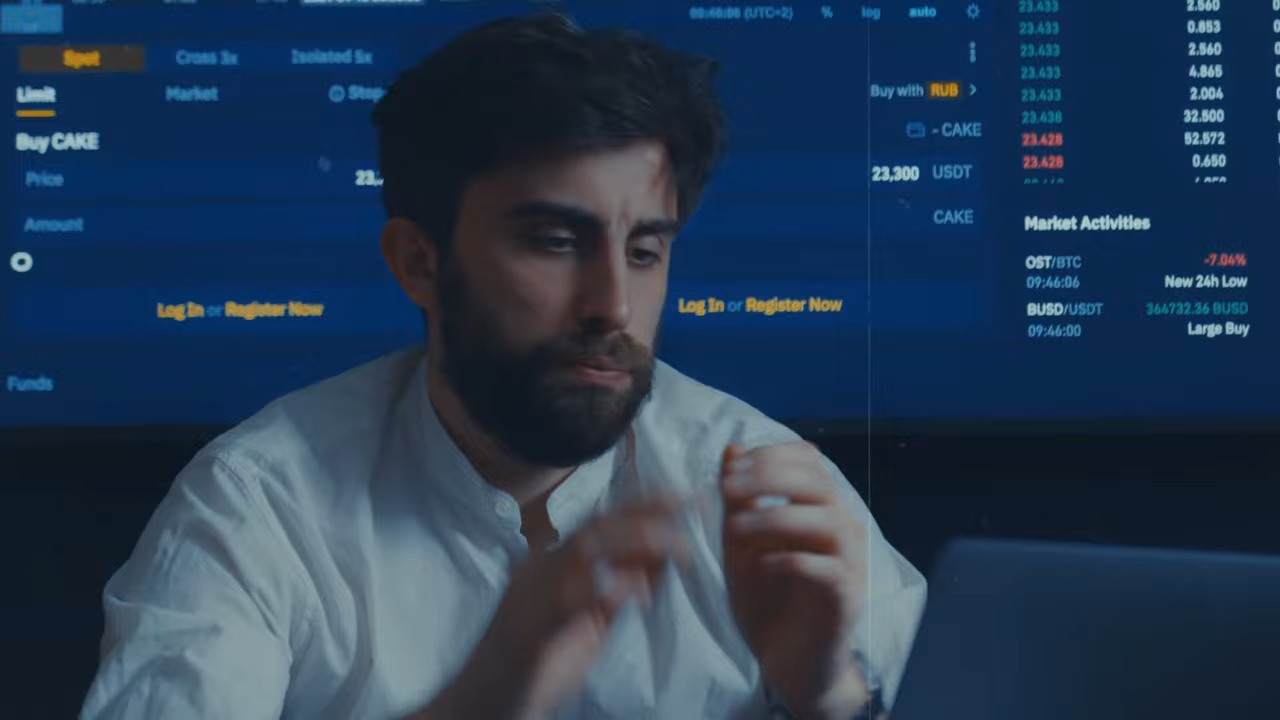 (UTC+2) % log auto
Spot Cross 3x Isolated 5x
Limit Market Stop
Buy with RUB
Buy CAKE
- CAKE
Price 23, 23,300 USDT
Amount CAKE
Log In or Register Now Log In or Register Now
Funds
23.433 2.560
23.433 0.853
23.433 2.560
23.433 4.865
23.433 2.004
23.438 32.500
23.428 52.572
23.428 0.650
Market Activities
OST/BTC -7.04%
09:46:06 New 24h Low
BUSD/USDT 364732.36 BUSD
09:46:00 Large Buy